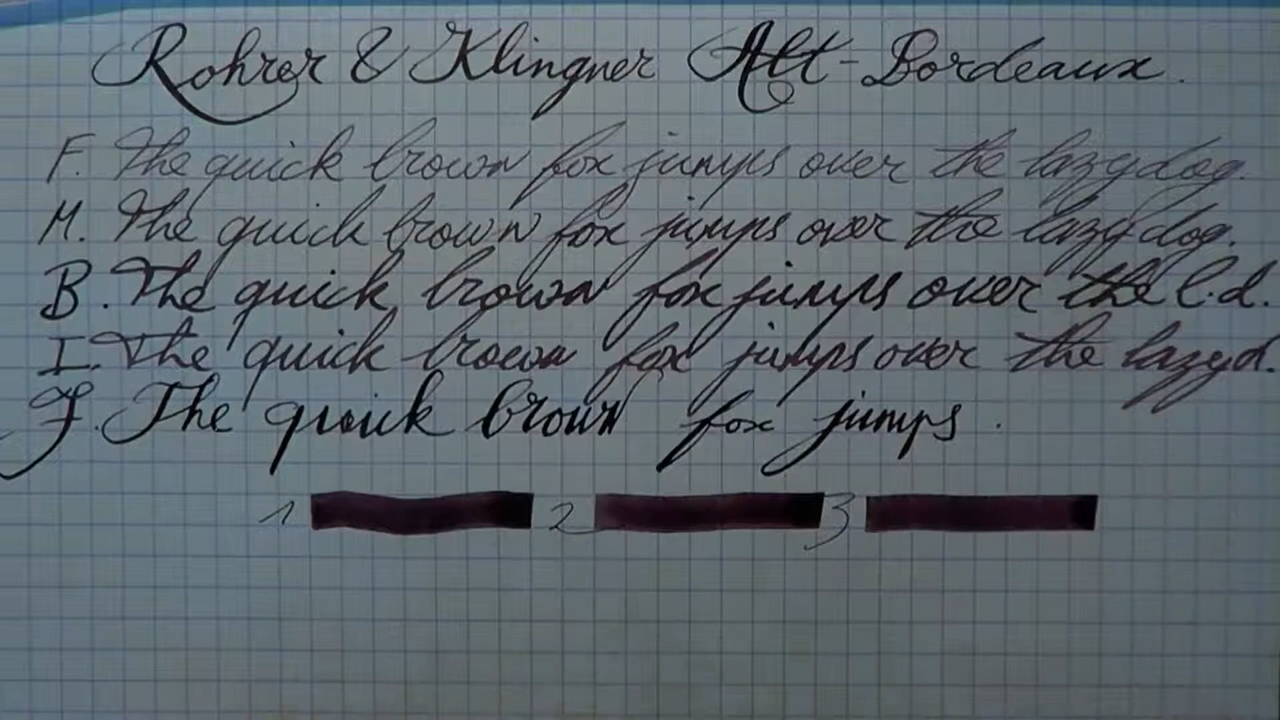 Rohrer & Klingner Alt-Bordeaux.
F. The quick brown fox jumps over the lazy dog.
M. The quick brown fox jumps over the lazy dog.
B. The quick brown fox jumps over the l.d.
I. The quick brown fox jumps over the lazy d.
F. The quick brown fox jumps.
1 2 3